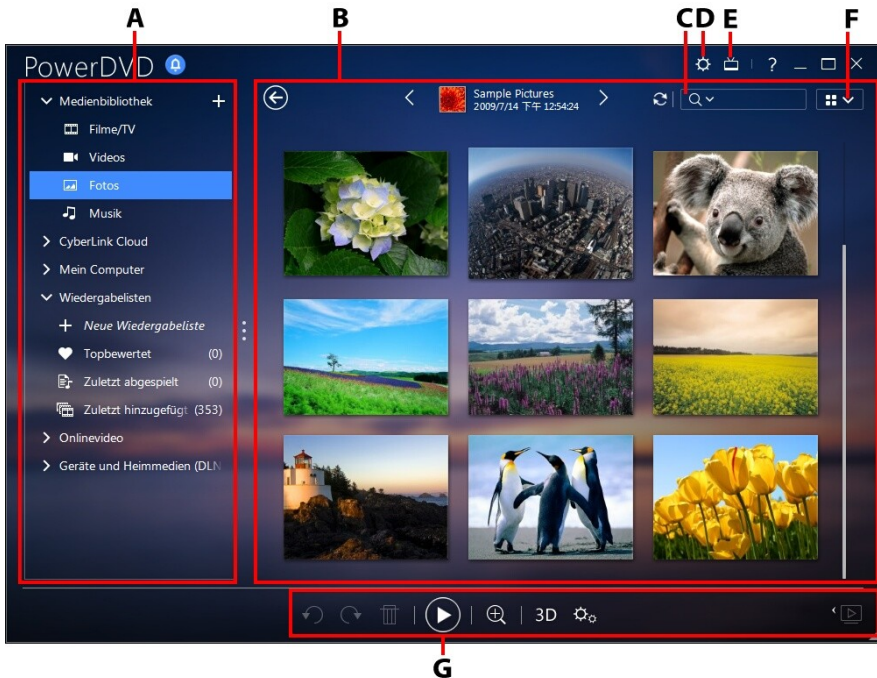 A B C D E F
PowerDVD
?
Medienbibliothek +
Filme/TV
Videos
Fotos
Musik
CyberLink Cloud
Mein Computer
Wiedergabelisten
+ Neue Wiedergabeliste
Topbewertet (0)
Zuletzt abgespielt (0)
Zuletzt hinzugefügt (353)
Onlinevideo
Geräte und Heimmedien (DLN
Sample Pictures
2009/7/14 下午 12:54:24
3D
G